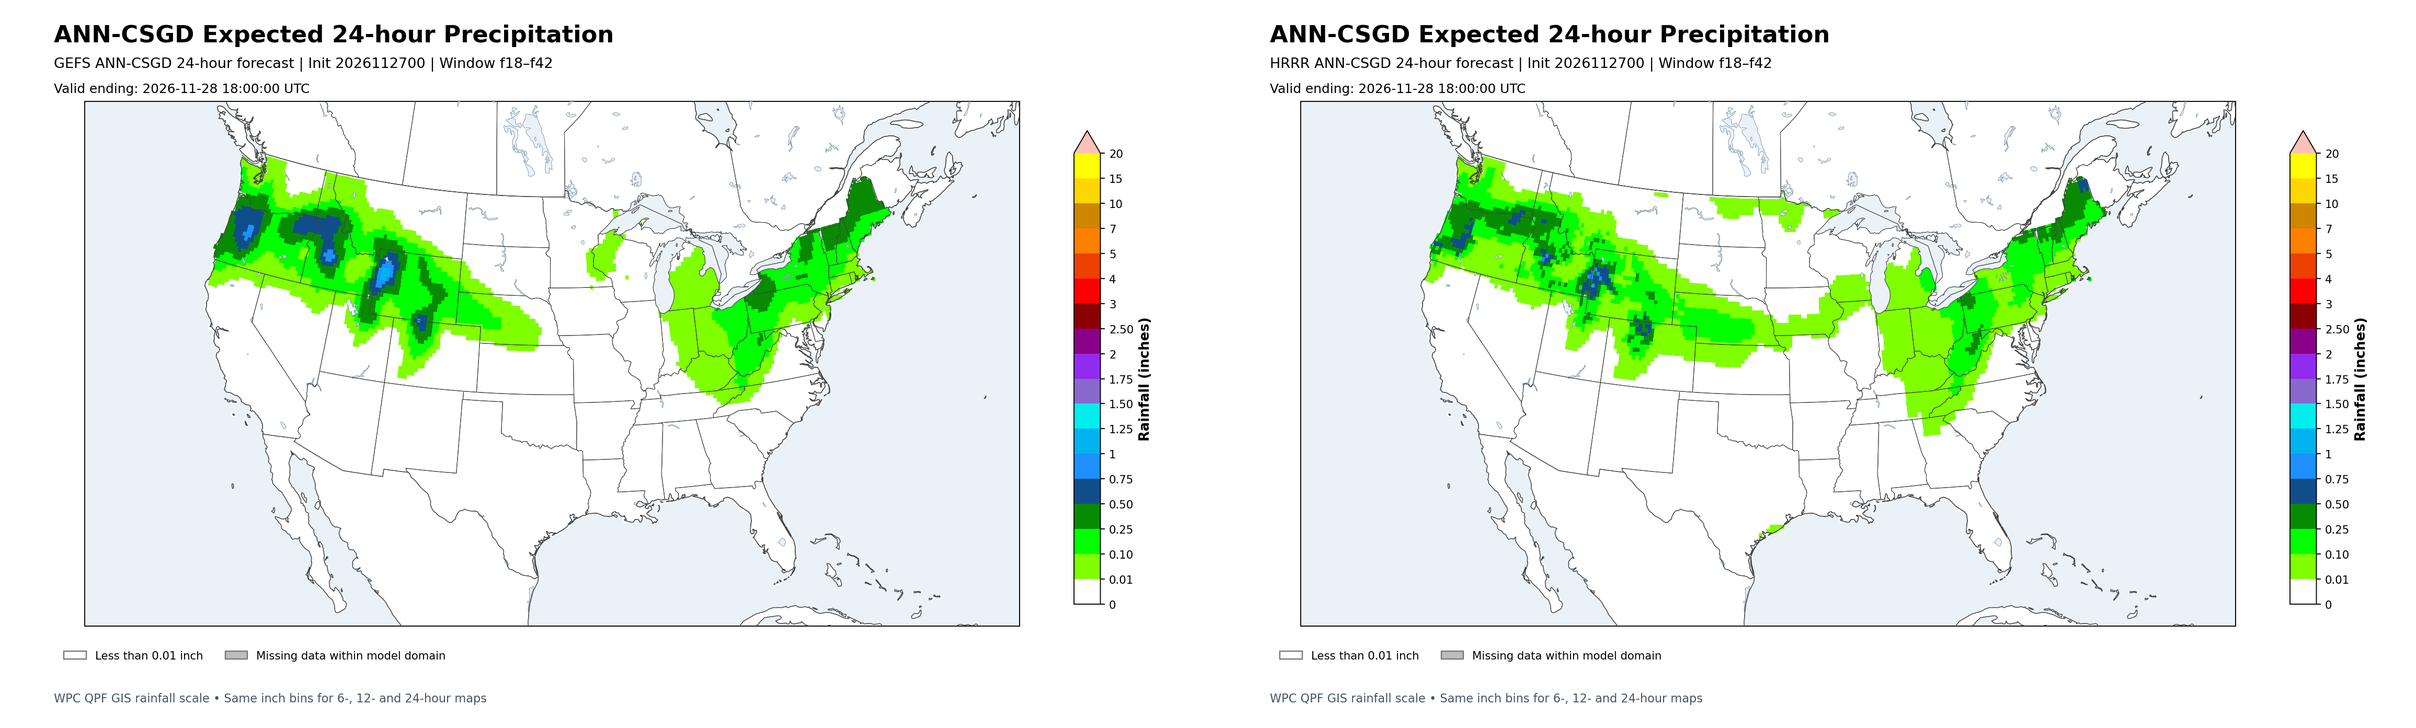 ANN-CSGD Expected 24-hour Precipitation
GEFS ANN-CSGD 24-hour forecast | Init 2026112700 | Window f18–f42
Valid ending: 2026-11-28 18:00:00 UTC
20
15
10
7
5
4
3
2.50
2
1.75
1.50
1.25
1
0.75
0.50
0.25
0.10
0.01
0
Rainfall (inches)
Less than 0.01 inch
Missing data within model domain
WPC QPF GIS rainfall scale • Same inch bins for 6-, 12- and 24-hour maps
ANN-CSGD Expected 24-hour Precipitation
HRRR ANN-CSGD 24-hour forecast | Init 2026112700 | Window f18–f42
Valid ending: 2026-11-28 18:00:00 UTC
20
15
10
7
5
4
3
2.50
2
1.75
1.50
1.25
1
0.75
0.50
0.25
0.10
0.01
0
Rainfall (inches)
Less than 0.01 inch
Missing data within model domain
WPC QPF GIS rainfall scale • Same inch bins for 6-, 12- and 24-hour maps